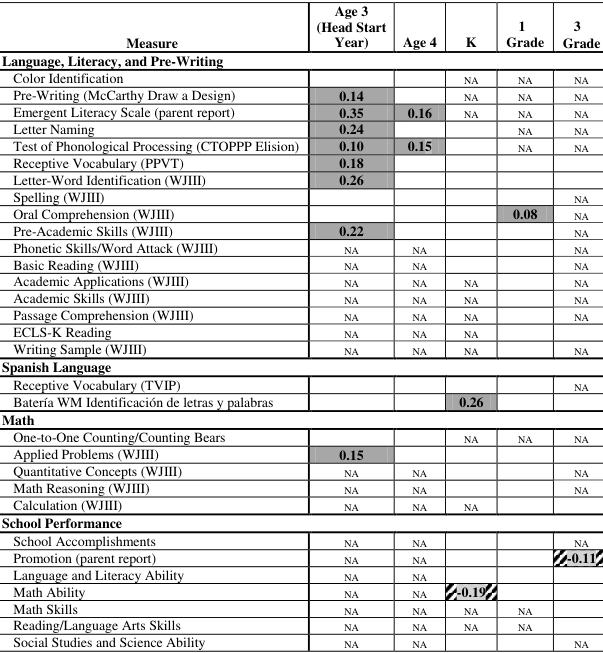 Age 3
(Head Start 1 3
Measure Year) Age 4 K Grade Grade
Language, Literacy, and Pre-Writing
Color Identification NA NA NA
Pre-Writing (McCarthy Draw a Design) 0.14 NA NA NA
Emergent Literacy Scale (parent report) 0.35 0.16 NA NA NA
Letter Naming 0.24 NA NA
Test of Phonological Processing (CTOPPP Elision) 0.10 0.15 NA NA
Receptive Vocabulary (PPVT) 0.18
Letter-Word Identification (WJIII) 0.26
Spelling (WJIII) NA
Oral Comprehension (WJIII) 0.08 NA
Pre-Academic Skills (WJIII) 0.22 NA
Phonetic Skills/Word Attack (WJIII) NA NA NA
Basic Reading (WJIII) NA NA NA
Academic Applications (WJIII) NA NA NA NA
Academic Skills (WJIII) NA NA NA NA
Passage Comprehension (WJIII) NA NA NA NA
ECLS-K Reading NA NA NA
Writing Sample (WJIII) NA NA NA NA
Spanish Language
Receptive Vocabulary (TVIP) NA
Batería WM Identificación de letras y palabras 0.26
Math
One-to-One Counting/Counting Bears NA NA NA
Applied Problems (WJIII) 0.15
Quantitative Concepts (WJIII) NA NA NA
Math Reasoning (WJIII) NA NA NA
Calculation (WJIII) NA NA NA
School Performance
School Accomplishments NA NA NA
Promotion (parent report) NA NA -0.11
Language and Literacy Ability NA NA
Math Ability NA NA -0.19
Math Skills NA NA NA NA
Reading/Language Arts Skills NA NA NA NA
Social Studies and Science Ability NA NA NA